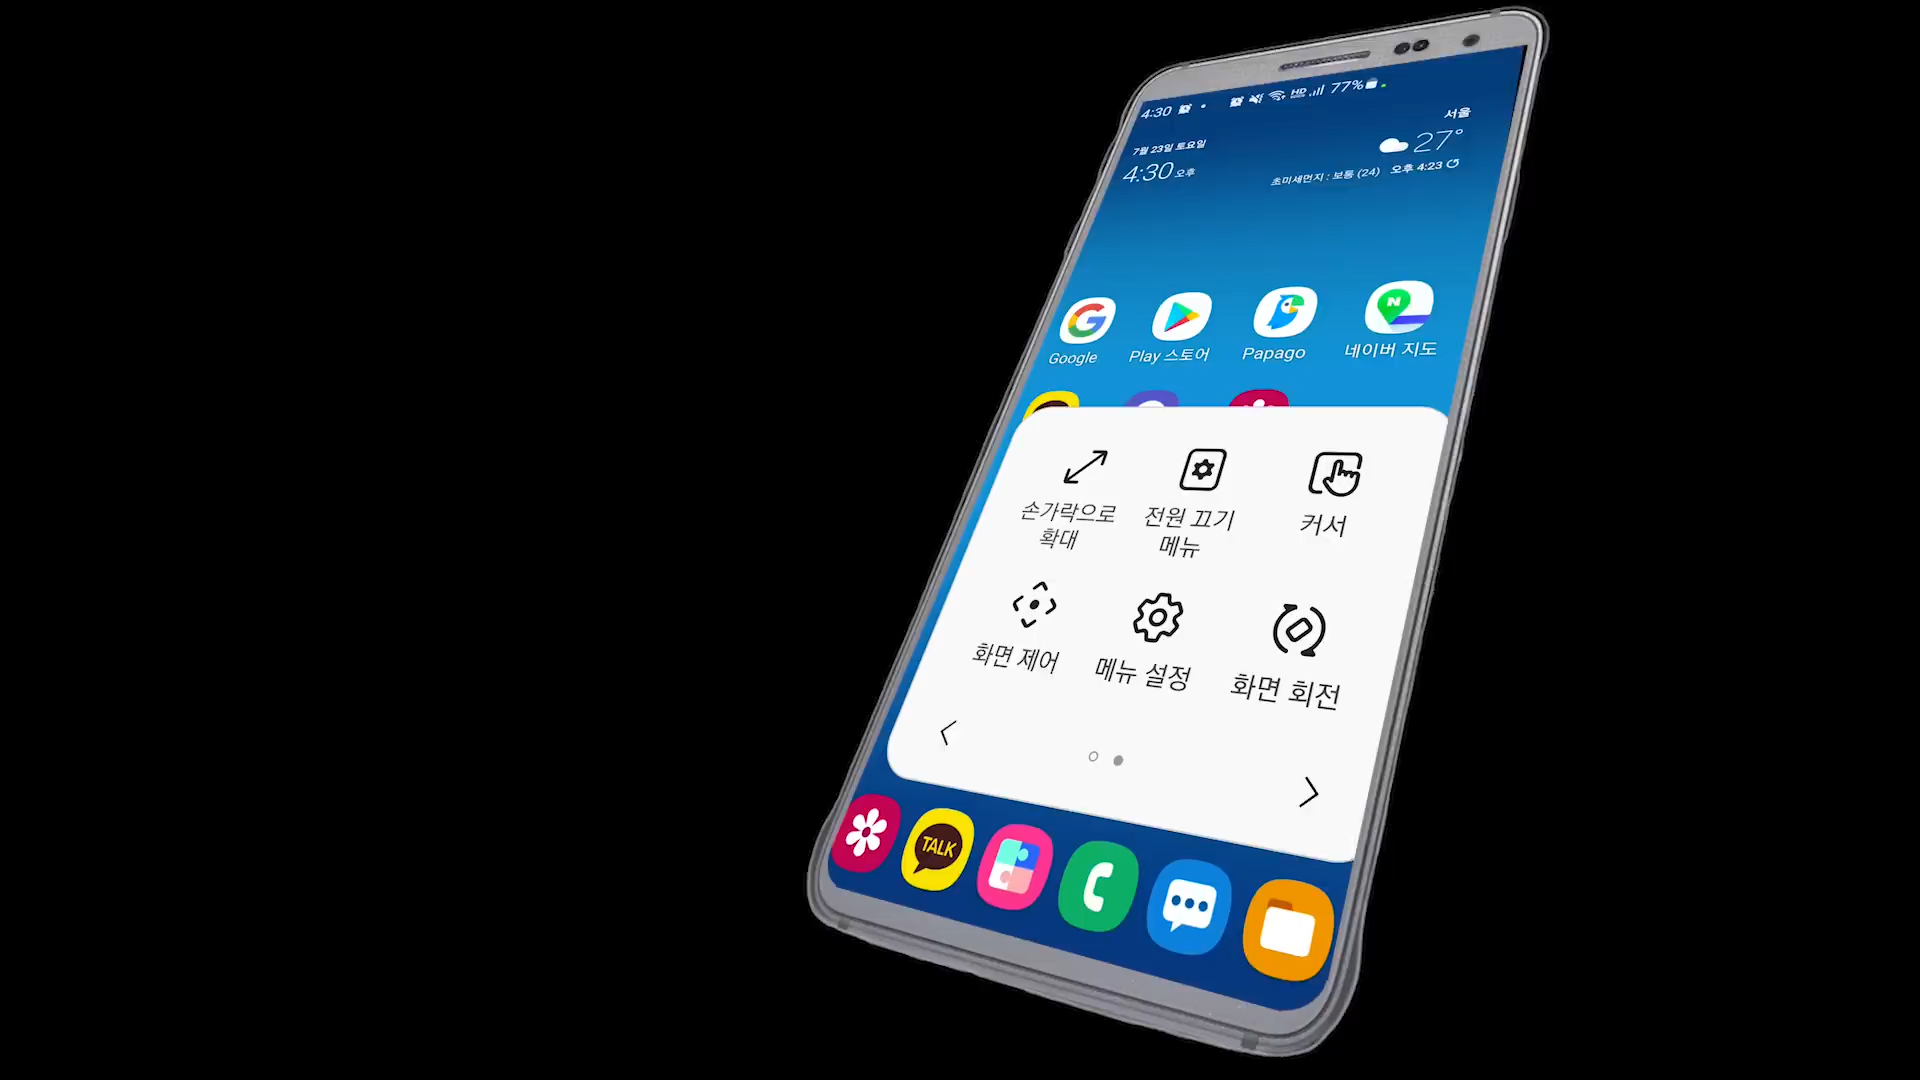 4:30 HD 77%
서울
7월 23일 토요일
27°
4:30 오후
초미세먼지 : 보통 (24) 오후 4:23
Google Play 스토어 Papago 네이버 지도
N
손가락으로
확대
전원 끄기
메뉴
커서
화면 제어 메뉴 설정 화면 회전
TALK